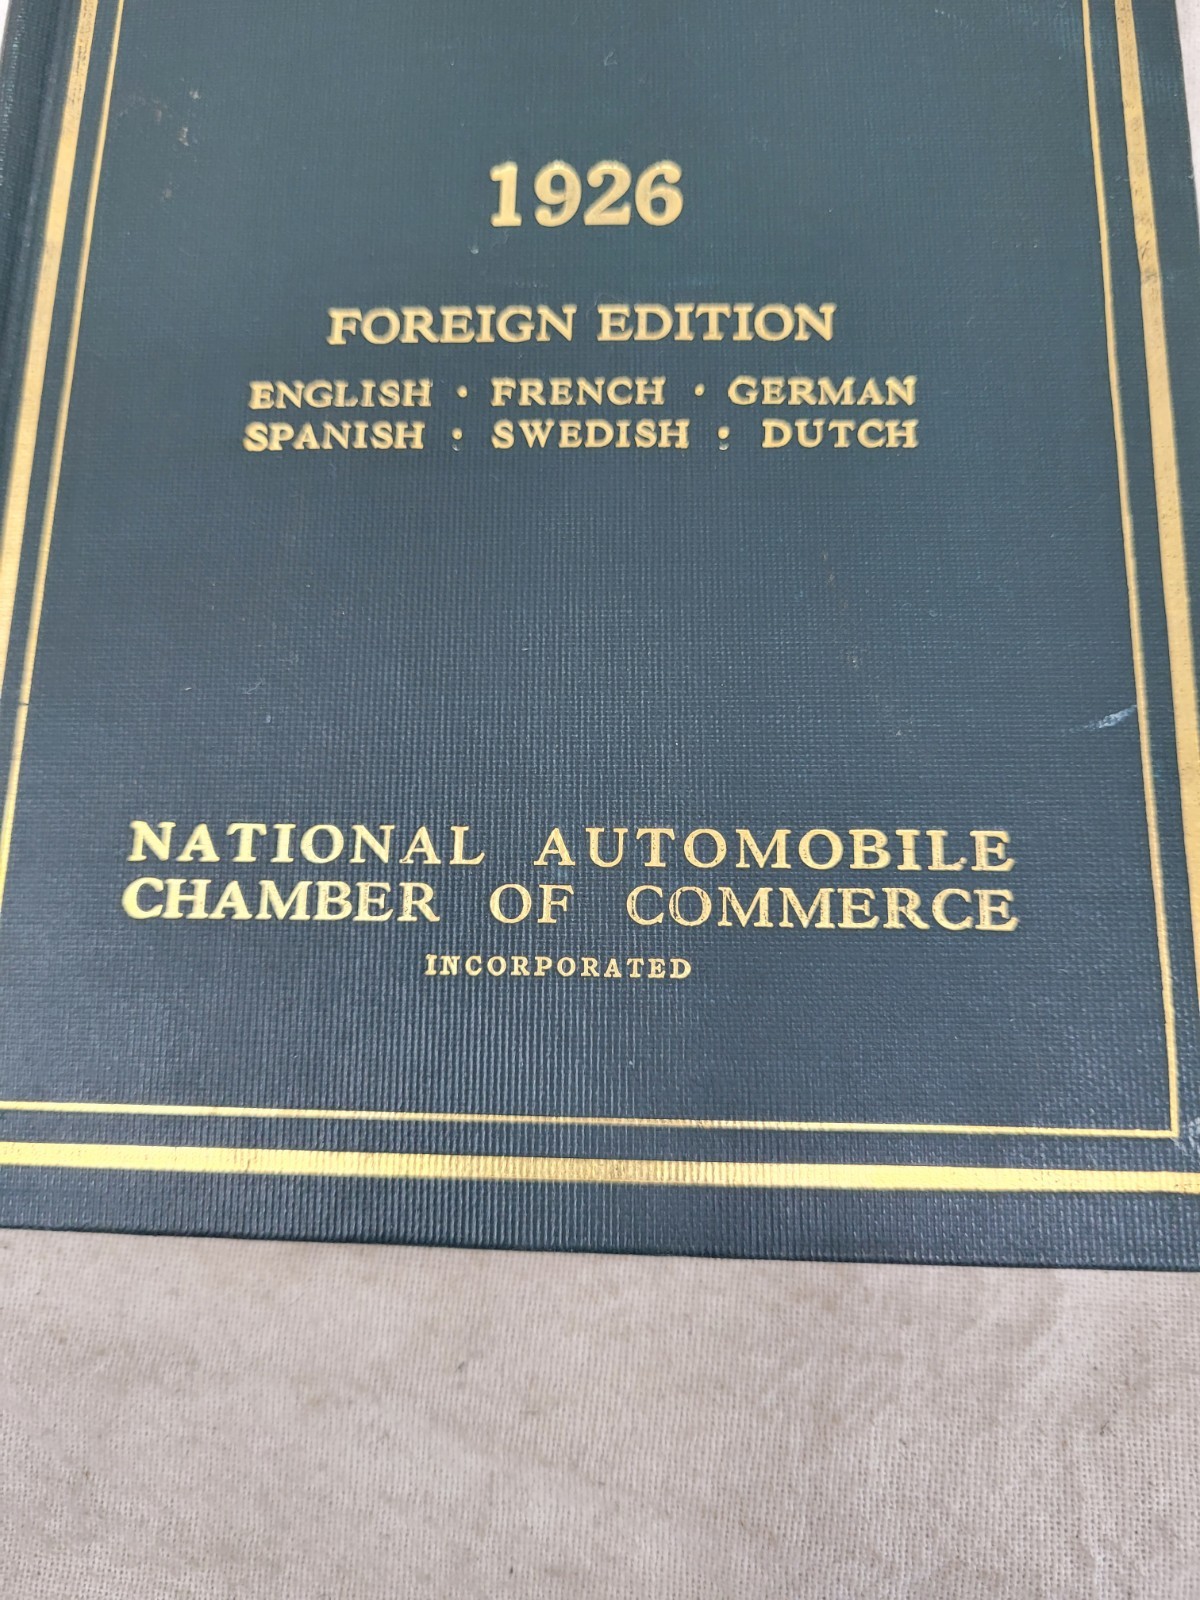 1926
FOREIGN EDITION
ENGLISH · FRENCH · GERMAN
SPANISH · SWEDISH · DUTCH
NATIONAL AUTOMOBILE
CHAMBER OF COMMERCE
INCORPORATED